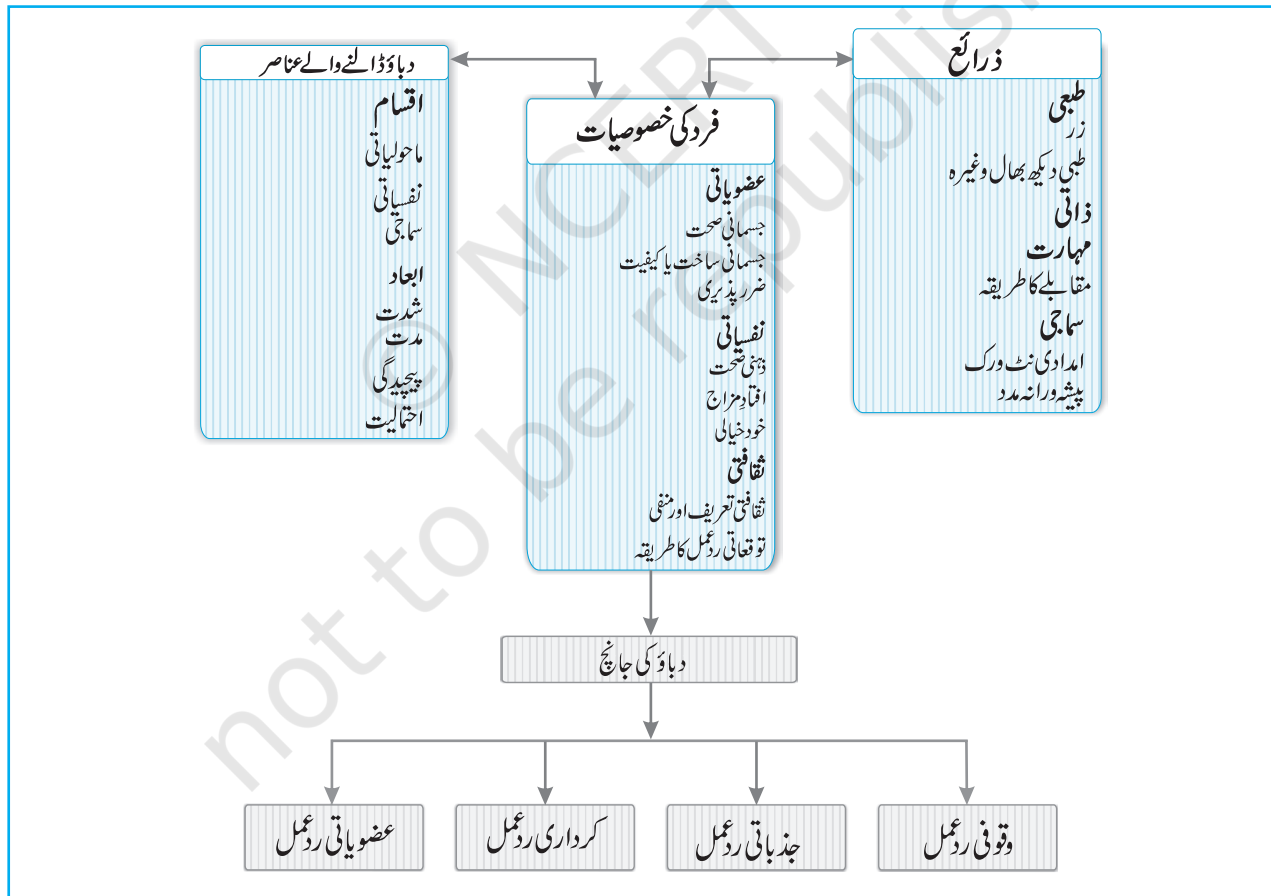 ذرائع
طبعی
زر
طبی دیکھ بھال وغیرہ
ذاتی
مہارت
مقابلے کا طریقہ
سماجی
امدادی نٹ ورک
پیشہ ورانہ مدد
فرد کی خصوصیات
عضویاتی
جسمانی صحت
جسمانی ساخت یا کیفیت
ضرر پذیری
نفسیاتی
ذہنی صحت
افتادِ مزاج
خود خیالی
ثقافتی
ثقافتی تعریف اور منفی
توقعاتی ردعمل کا طریقہ
دباؤ ڈالنے والے عناصر
اقسام
ماحولیاتی
نفسیاتی
سماجی
ابعاد
شدت
مدت
پیچیدگی
احتمالیت
دباؤ کی جانچ
وقوفی ردعمل
جذباتی ردعمل
کرداری ردعمل
عضویاتی ردعمل
© NCERT
not to be republis